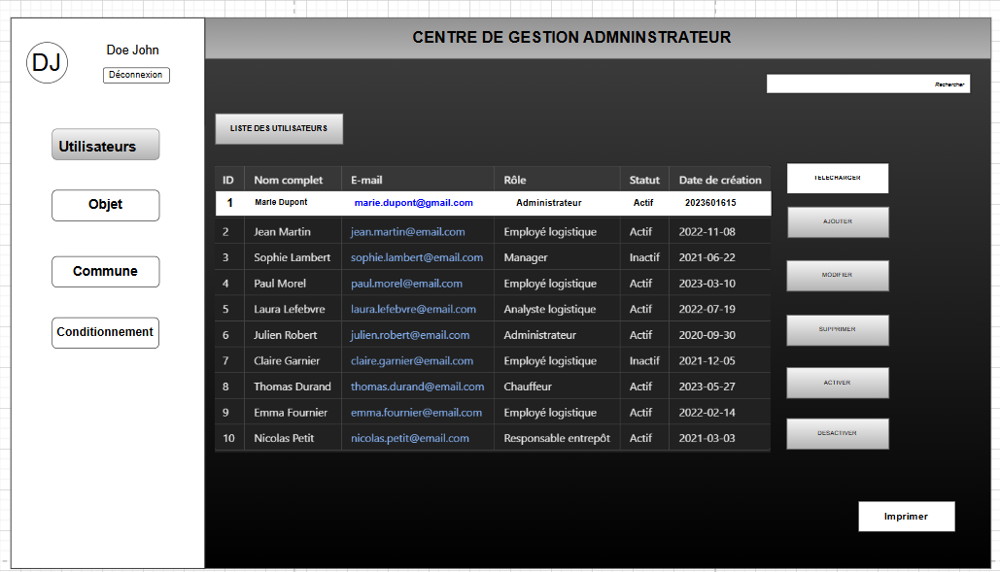 CENTRE DE GESTION ADMNINSTRATEUR
DJ
Doe John
Déconnexion
Rechercher
Utilisateurs
Objet
Commune
Conditionnement
LISTE DES UTILISATEURS
ID Nom complet E-mail Rôle Statut Date de création
1 Marie Dupont marie.dupont@gmail.com Administrateur Actif 2023601615
2 Jean Martin jean.martin@email.com Employé logistique Actif 2022-11-08
3 Sophie Lambert sophie.lambert@email.com Manager Inactif 2021-06-22
4 Paul Morel paul.morel@email.com Employé logistique Actif 2023-03-10
5 Laura Lefebvre laura.lefebvre@email.com Analyste logistique Actif 2022-07-19
6 Julien Robert julien.robert@email.com Administrateur Actif 2020-09-30
7 Claire Garnier claire.garnier@email.com Employé logistique Inactif 2021-12-05
8 Thomas Durand thomas.durand@email.com Chauffeur Actif 2023-05-27
9 Emma Fournier emma.fournier@email.com Employé logistique Actif 2022-02-14
10 Nicolas Petit nicolas.petit@email.com Responsable entrepôt Actif 2021-03-03
TELECHARGER
AJOUTER
MODIFIER
SUPPRIMER
ACTIVER
DESACTIVER
Imprimer